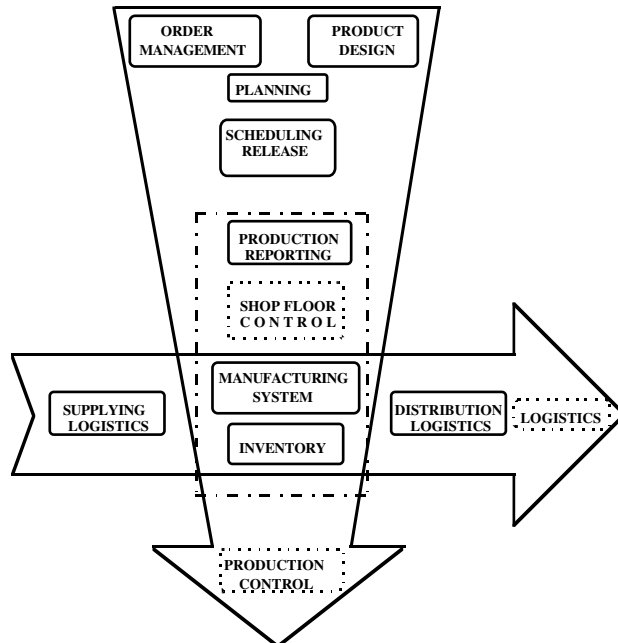 ORDER
MANAGEMENT
PRODUCT
DESIGN
PLANNING
SCHEDULING
RELEASE
PRODUCTION
REPORTING
SHOP FLOOR
C O N T R O L
MANUFACTURING
SYSTEM
SUPPLYING
LOGISTICS
DISTRIBUTION
LOGISTICS
LOGISTICS
INVENTORY
PRODUCTION
CONTROL